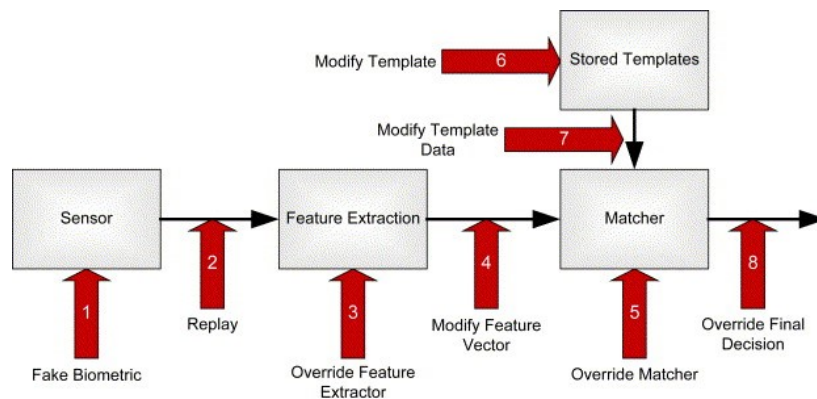 Modify Template
6
Stored Templates
Modify Template
Data
7
Sensor
Feature Extraction
Matcher
1
2
3
4
5
8
Fake Biometric
Replay
Override Feature
Extractor
Modify Feature
Vector
Override Matcher
Override Final
Decision